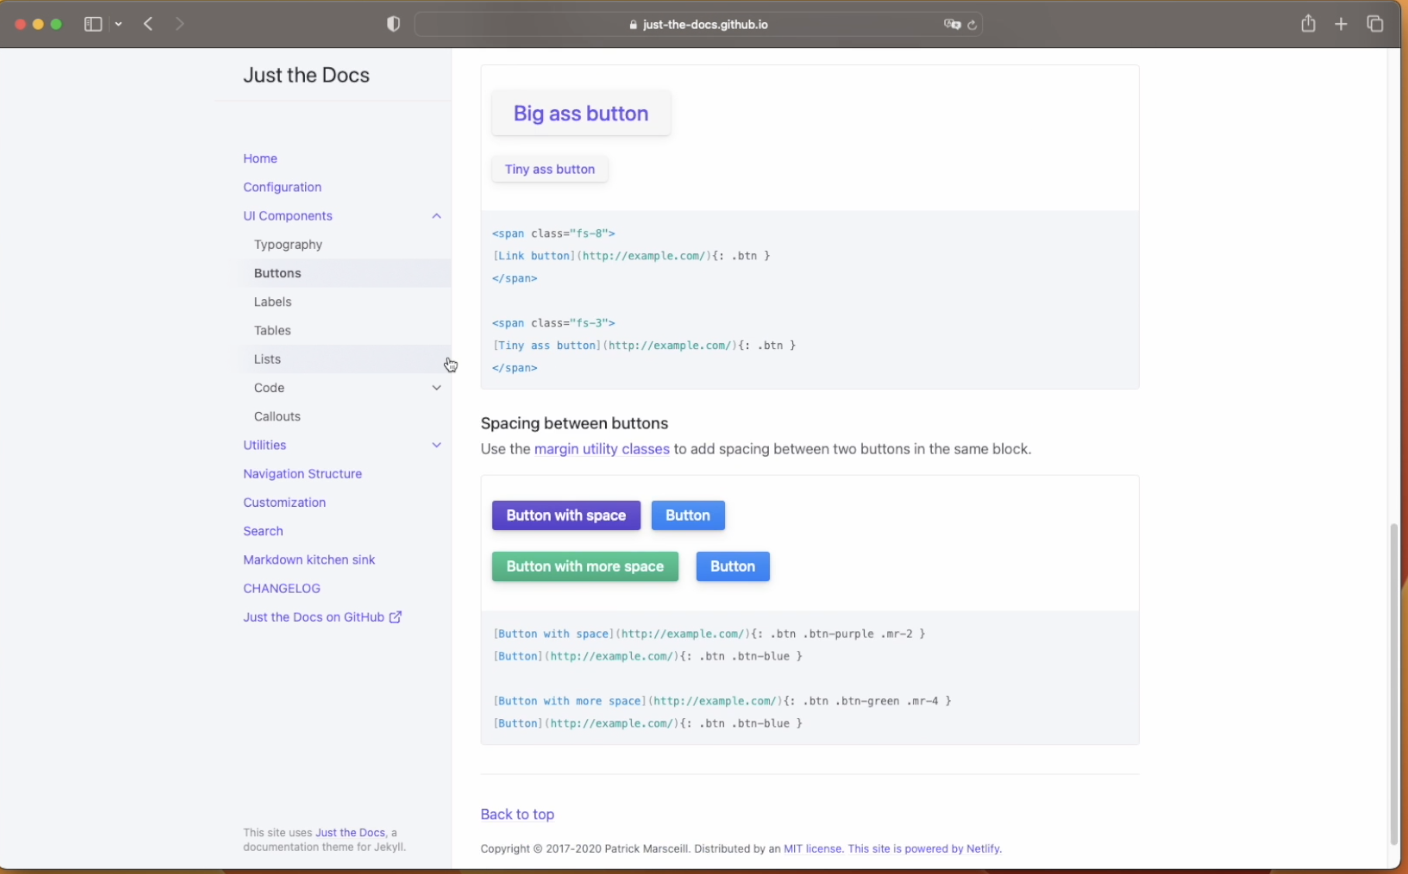 just-the-docs.github.io
Just the Docs
Home
Configuration
UI Components
Typography
Buttons
Labels
Tables
Lists
Code
Callouts
Utilities
Navigation Structure
Customization
Search
Markdown kitchen sink
CHANGELOG
Just the Docs on GitHub
This site uses Just the Docs, a
documentation theme for Jekyll.
Big ass button
Tiny ass button
<span class="fs-8">
[Link button](http://example.com/){: .btn }
</span>
<span class="fs-3">
[Tiny ass button](http://example.com/){: .btn }
</span>
Spacing between buttons
Use the margin utility classes to add spacing between two buttons in the same block.
Button with space Button
Button with more space Button
[Button with space](http://example.com/){: .btn .btn-purple .mr-2 }
[Button](http://example.com/){: .btn .btn-blue }
[Button with more space](http://example.com/){: .btn .btn-green .mr-4 }
[Button](http://example.com/){: .btn .btn-blue }
Back to top
Copyright © 2017-2020 Patrick Marsceill. Distributed by an MIT license. This site is powered by Netlify.